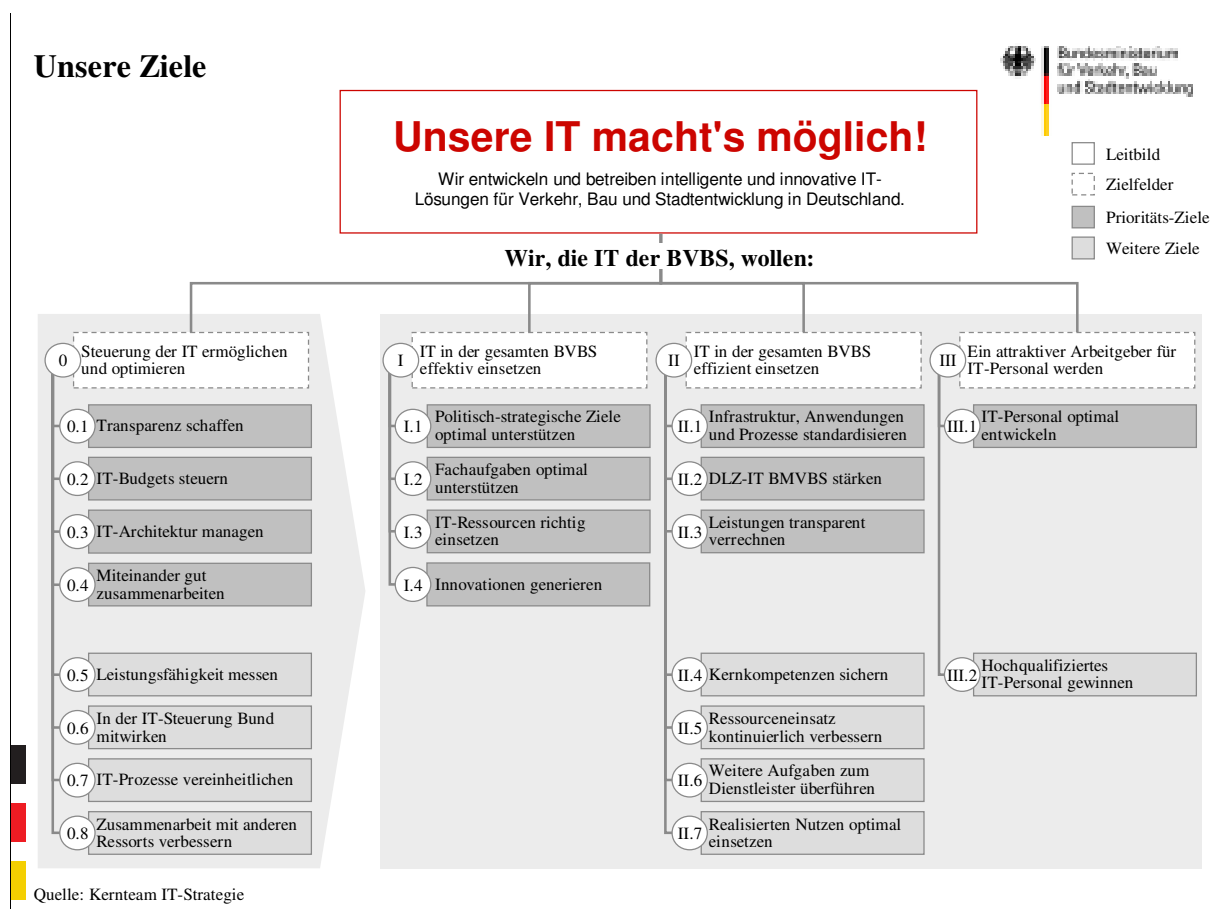 Unsere Ziele
Bundesministerium
für Verkehr, Bau
und Stadtentwicklung
Unsere IT macht's möglich!
Wir entwickeln und betreiben intelligente und innovative IT-
Lösungen für Verkehr, Bau und Stadtentwicklung in Deutschland.
Leitbild
Zielfelder
Prioritäts-Ziele
Weitere Ziele
Wir, die IT der BVBS, wollen:
0 Steuerung der IT ermöglichen
und optimieren
0.1 Transparenz schaffen
0.2 IT-Budgets steuern
0.3 IT-Architektur managen
0.4 Miteinander gut
zusammenarbeiten
0.5 Leistungsfähigkeit messen
0.6 In der IT-Steuerung Bund
mitwirken
0.7 IT-Prozesse vereinheitlichen
0.8 Zusammenarbeit mit anderen
Ressorts verbessern
I IT in der gesamten BVBS
effektiv einsetzen
I.1 Politisch-strategische Ziele
optimal unterstützen
I.2 Fachaufgaben optimal
unterstützen
I.3 IT-Ressourcen richtig
einsetzen
I.4 Innovationen generieren
II IT in der gesamten BVBS
effizient einsetzen
II.1 Infrastruktur, Anwendungen
und Prozesse standardisieren
II.2 DLZ-IT BMVBS stärken
II.3 Leistungen transparent
verrechnen
II.4 Kernkompetenzen sichern
II.5 Ressourceneinsatz
kontinuierlich verbessern
II.6 Weitere Aufgaben zum
Dienstleister überführen
II.7 Realisierten Nutzen optimal
einsetzen
III Ein attraktiver Arbeitgeber für
IT-Personal werden
III.1 IT-Personal optimal
entwickeln
III.2 Hochqualifiziertes
IT-Personal gewinnen
Quelle: Kernteam IT-Strategie